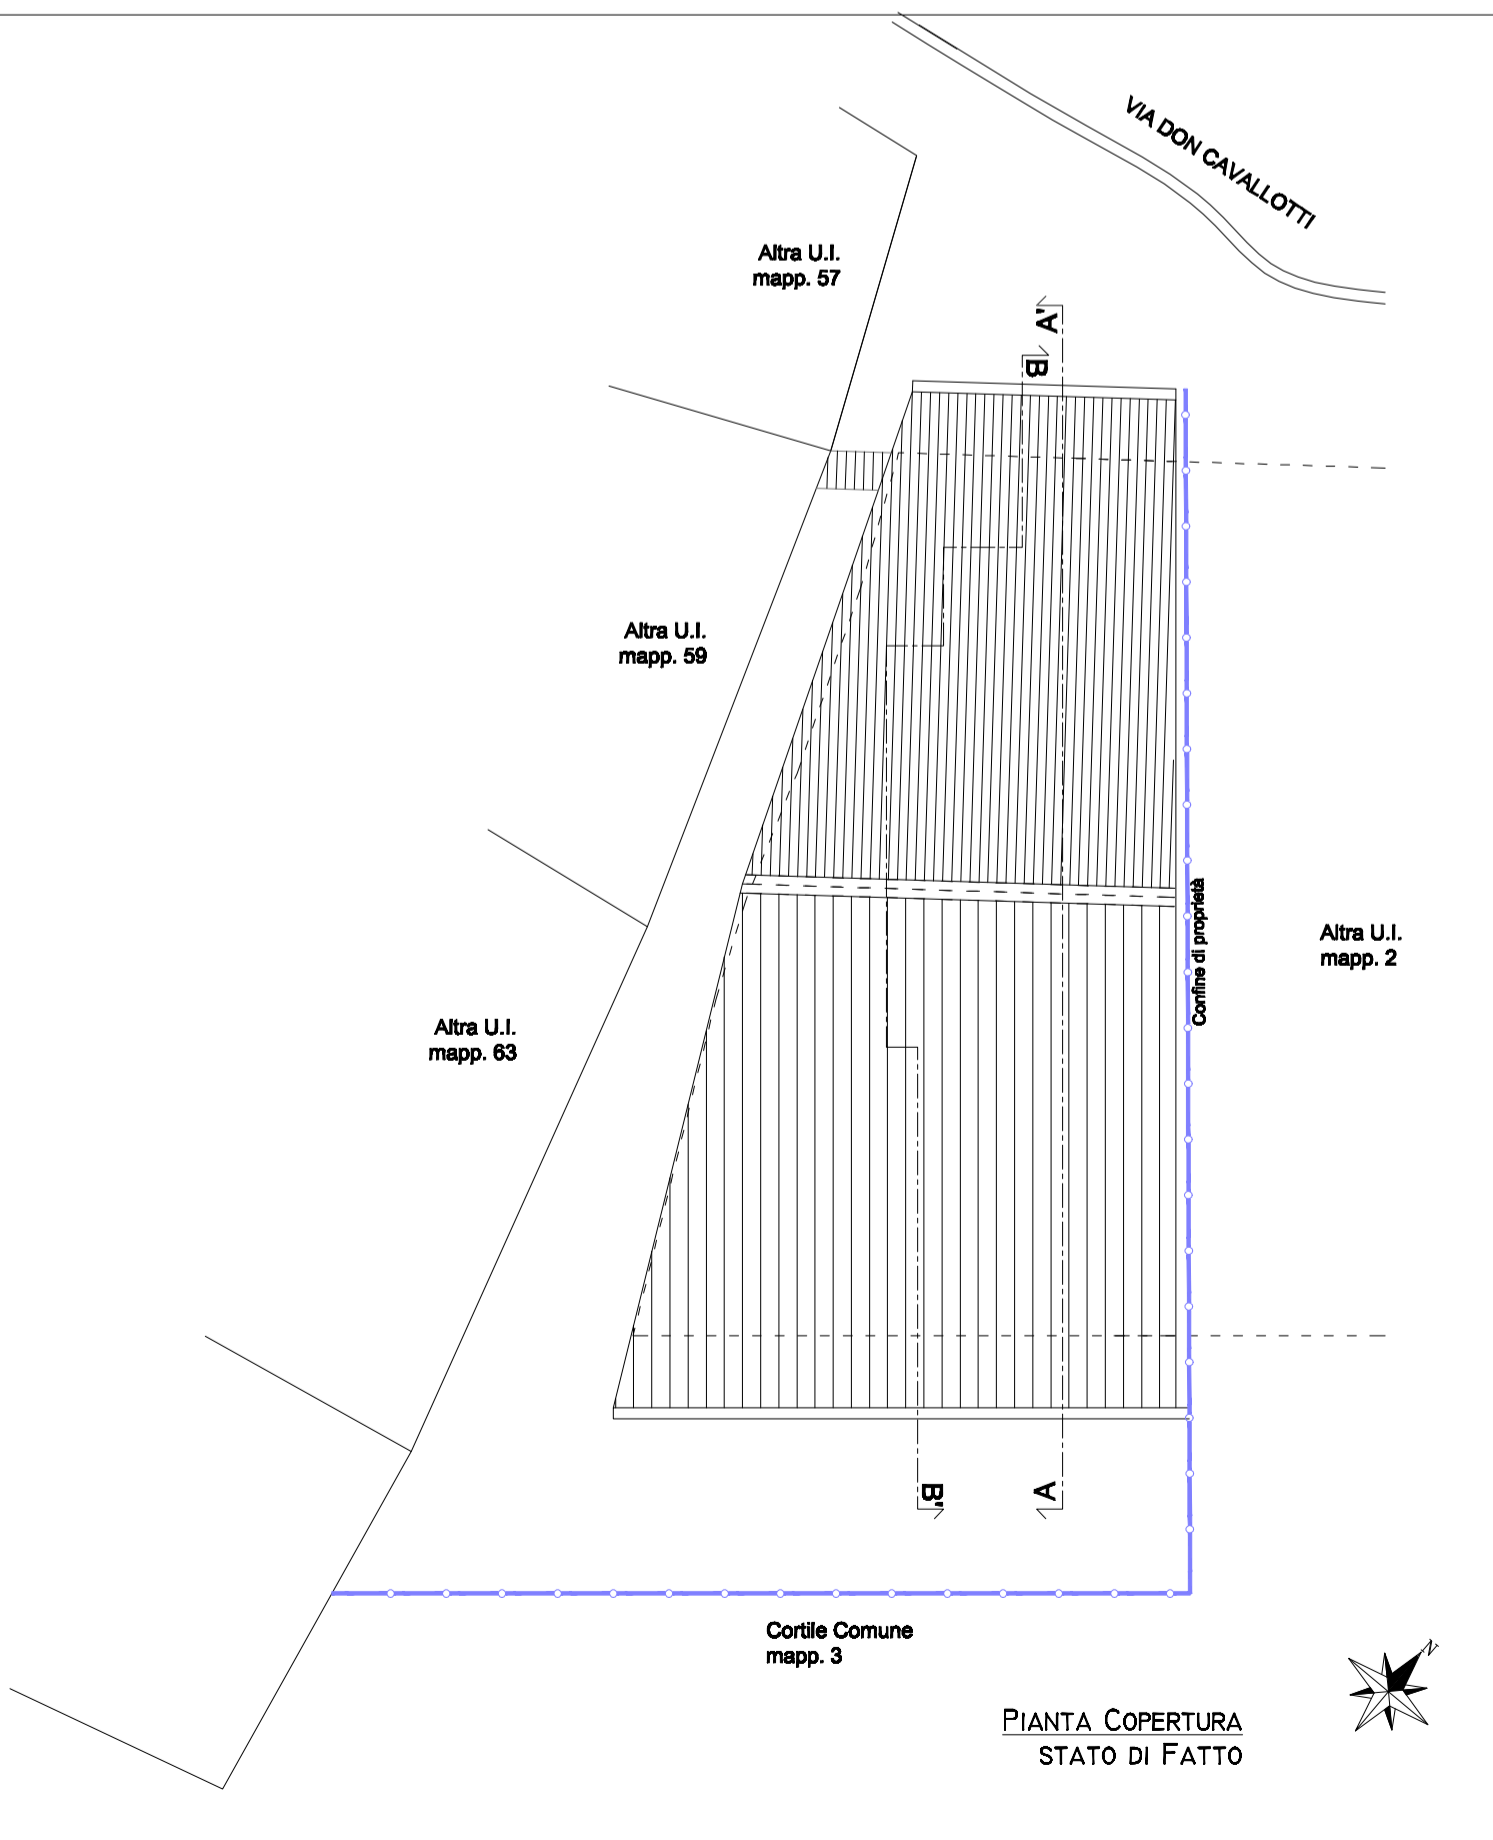 VIA DON CAVALLOTTI
Altra U.I.
mapp. 57
A'
B
Altra U.I.
mapp. 59
Confine di proprietà
Altra U.I.
mapp. 2
Altra U.I.
mapp. 63
B'
A
Cortile Comune
mapp. 3
N
PIANTA COPERTURA
STATO DI FATTO